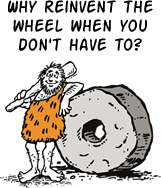 WHY REINVENT THE
WHEEL WHEN YOU
DON'T HAVE TO?